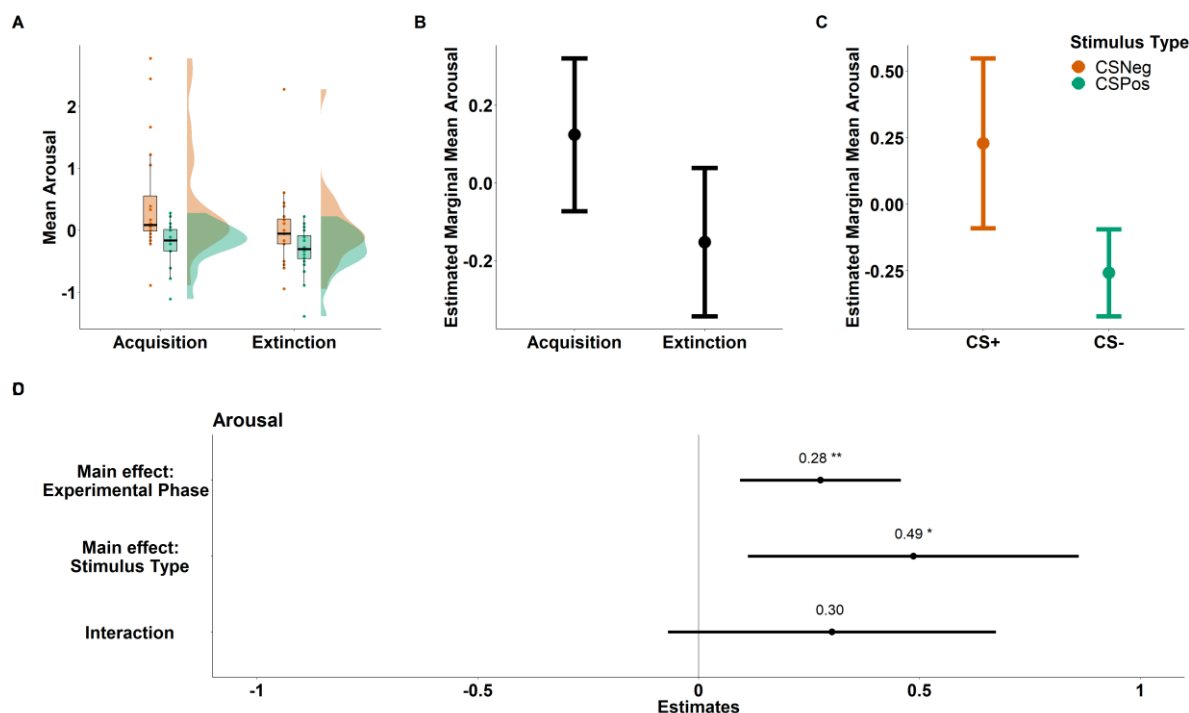 A
Mean Arousal
2
1
0
-1
Acquisition
Extinction
B
Estimated Marginal Mean Arousal
0.2
0.0
-0.2
Acquisition
Extinction
C
Stimulus Type
CSNeg
CSPos
Estimated Marginal Mean Arousal
0.50
0.25
0.00
-0.25
CS+
CS-
Arousal
Main effect:
Experimental Phase
0.28 **
Main effect:
Stimulus Type
0.49 *
Interaction
0.30
-1
-0.5
0
0.5
1
Estimates